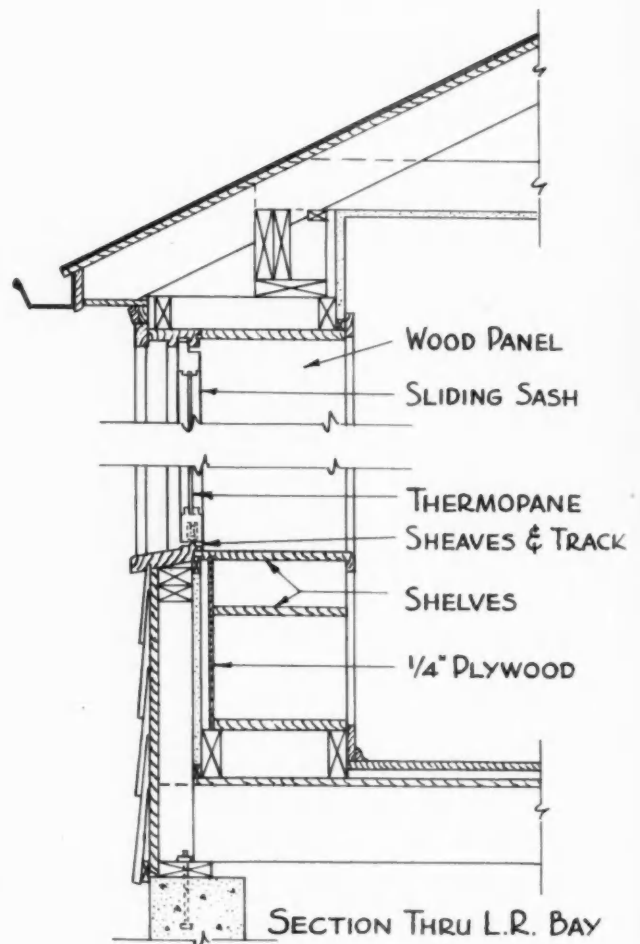 WOOD PANEL
SLIDING SASH
THERMOPANE
SHEAVES & TRACK
SHELVES
1/4" PLYWOOD
SECTION THRU L.R. BAY